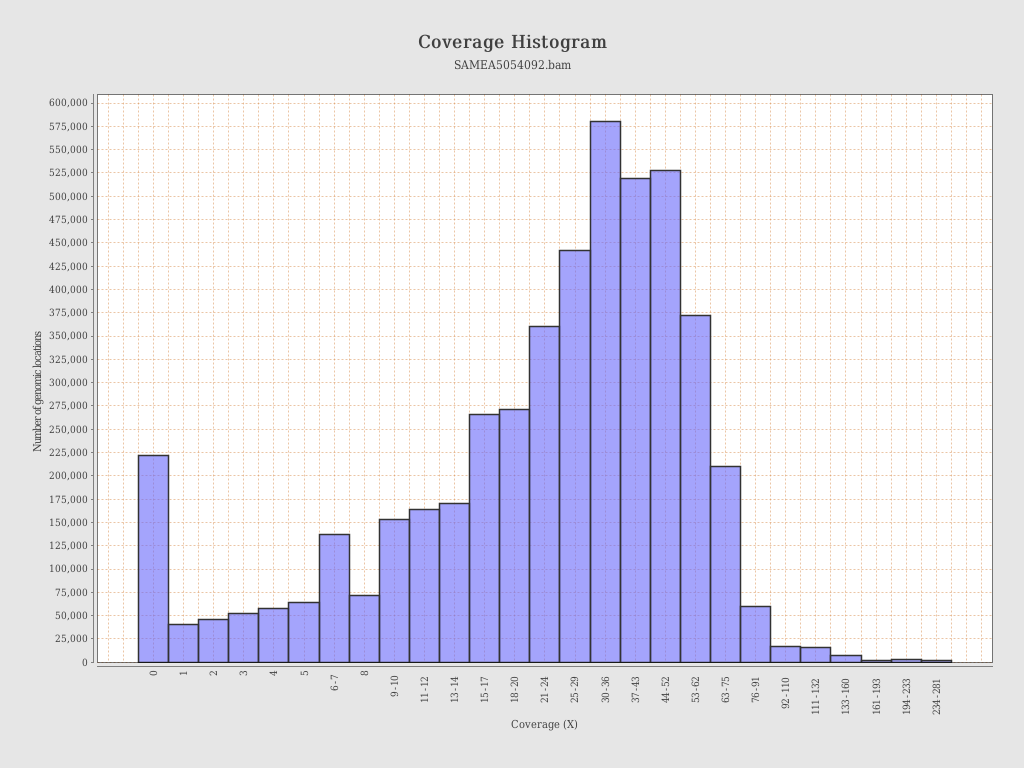 Coverage Histogram
SAMEA5054092.bam
600,000
575,000
550,000
525,000
500,000
475,000
450,000
425,000
400,000
375,000
350,000
325,000
300,000
275,000
250,000
225,000
200,000
175,000
150,000
125,000
100,000
75,000
50,000
25,000
0
Number of genomic locations
0
1
2
3
4
5
6 - 7
8
9 - 10
11 - 12
13 - 14
15 - 17
18 - 20
21 - 24
25 - 29
30 - 36
37 - 43
44 - 52
53 - 62
63 - 75
76 - 91
92 - 110
111 - 132
133 - 160
161 - 193
194 - 233
234 - 281
Coverage (X)